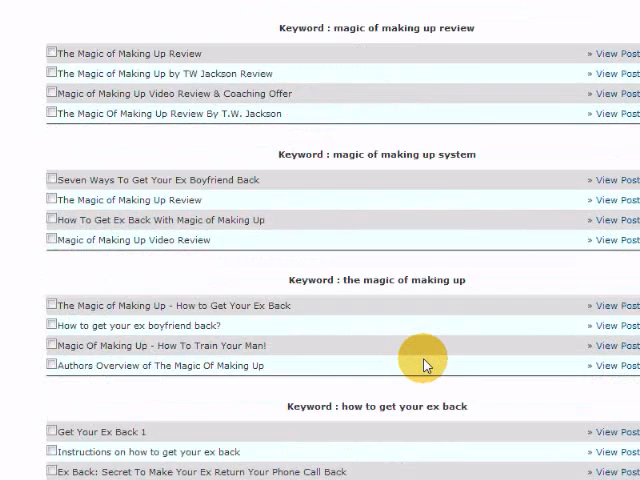 Keyword : magic of making up review
The Magic of Making Up Review » View Post
The Magic of Making Up by TW Jackson Review » View Post
Magic of Making Up Video Review & Coaching Offer » View Post
The Magic Of Making Up Review By T.W. Jackson » View Post
Keyword : magic of making up system
Seven Ways To Get Your Ex Boyfriend Back » View Post
The Magic of Making Up Review » View Post
How To Get Ex Back With Magic of Making Up » View Post
Magic of Making Up Video Review » View Post
Keyword : the magic of making up
The Magic of Making Up - How to Get Your Ex Back » View Post
How to get your ex boyfriend back? » View Post
Magic Of Making Up - How To Train Your Man! » View Post
Authors Overview of The Magic Of Making Up » View Post
Keyword : how to get your ex back
Get Your Ex Back 1 » View Post
Instructions on how to get your ex back » View Post
Ex Back: Secret To Make Your Ex Return Your Phone Call Back » View Post